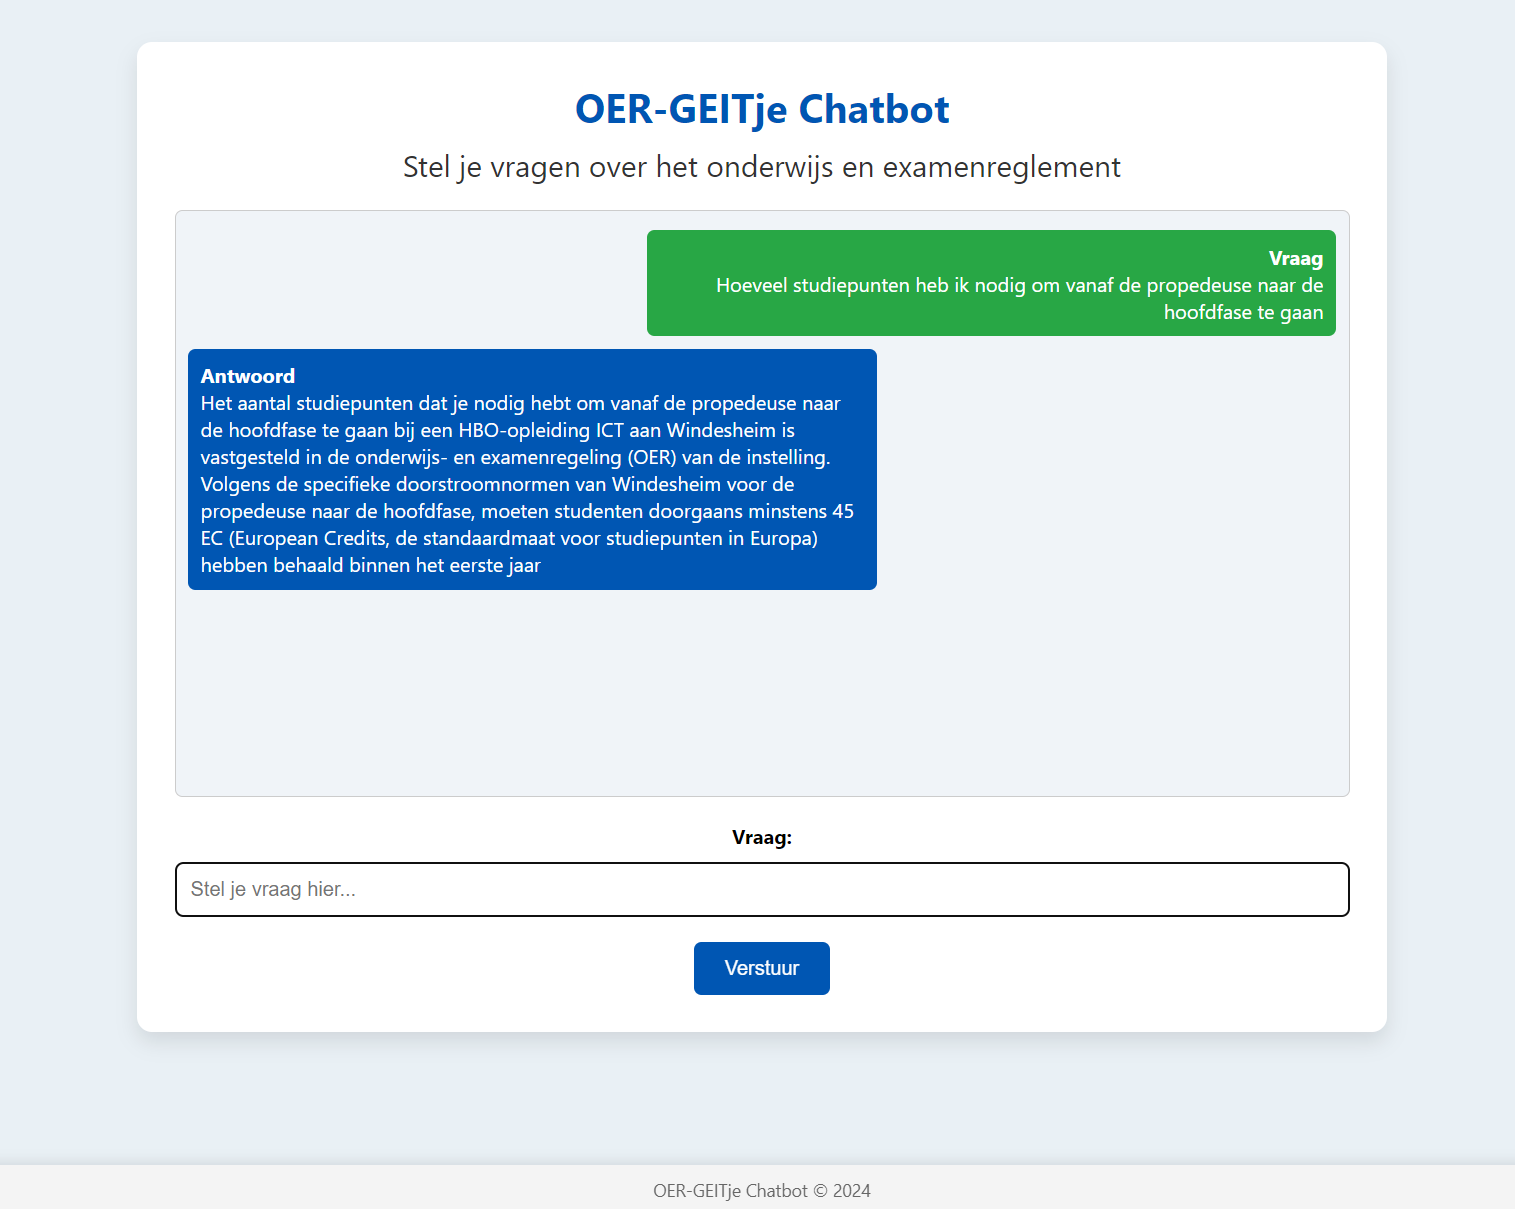 OER-GEITje Chatbot
Stel je vragen over het onderwijs en examenreglement
Vraag
Hoeveel studiepunten heb ik nodig om vanaf de propedeuse naar de
hoofdfase te gaan
Antwoord
Het aantal studiepunten dat je nodig hebt om vanaf de propedeuse naar
de hoofdfase te gaan bij een HBO-opleiding ICT aan Windesheim is
vastgesteld in de onderwijs- en examenregeling (OER) van de instelling.
Volgens de specifieke doorstroomnormen van Windesheim voor de
propedeuse naar de hoofdfase, moeten studenten doorgaans minstens 45
EC (European Credits, de standaardmaat voor studiepunten in Europa)
hebben behaald binnen het eerste jaar
Vraag:
Stel je vraag hier...
Verstuur
OER-GEITje Chatbot © 2024